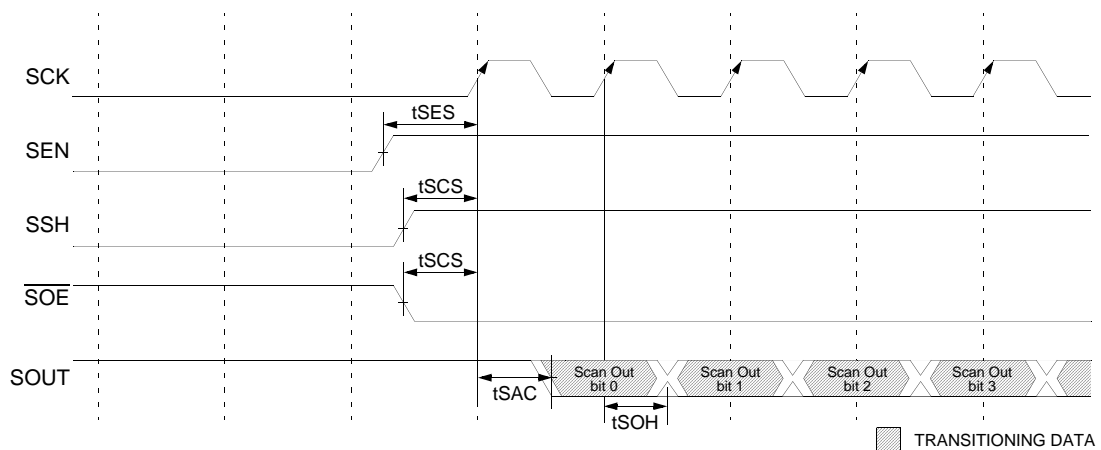 SCK
tSES
SEN
tSCS
SSH
tSCS
SOE
SOUT
Scan Out
bit 0
Scan Out
bit 1
Scan Out
bit 2
Scan Out
bit 3
tSAC
tSOH
TRANSITIONING DATA